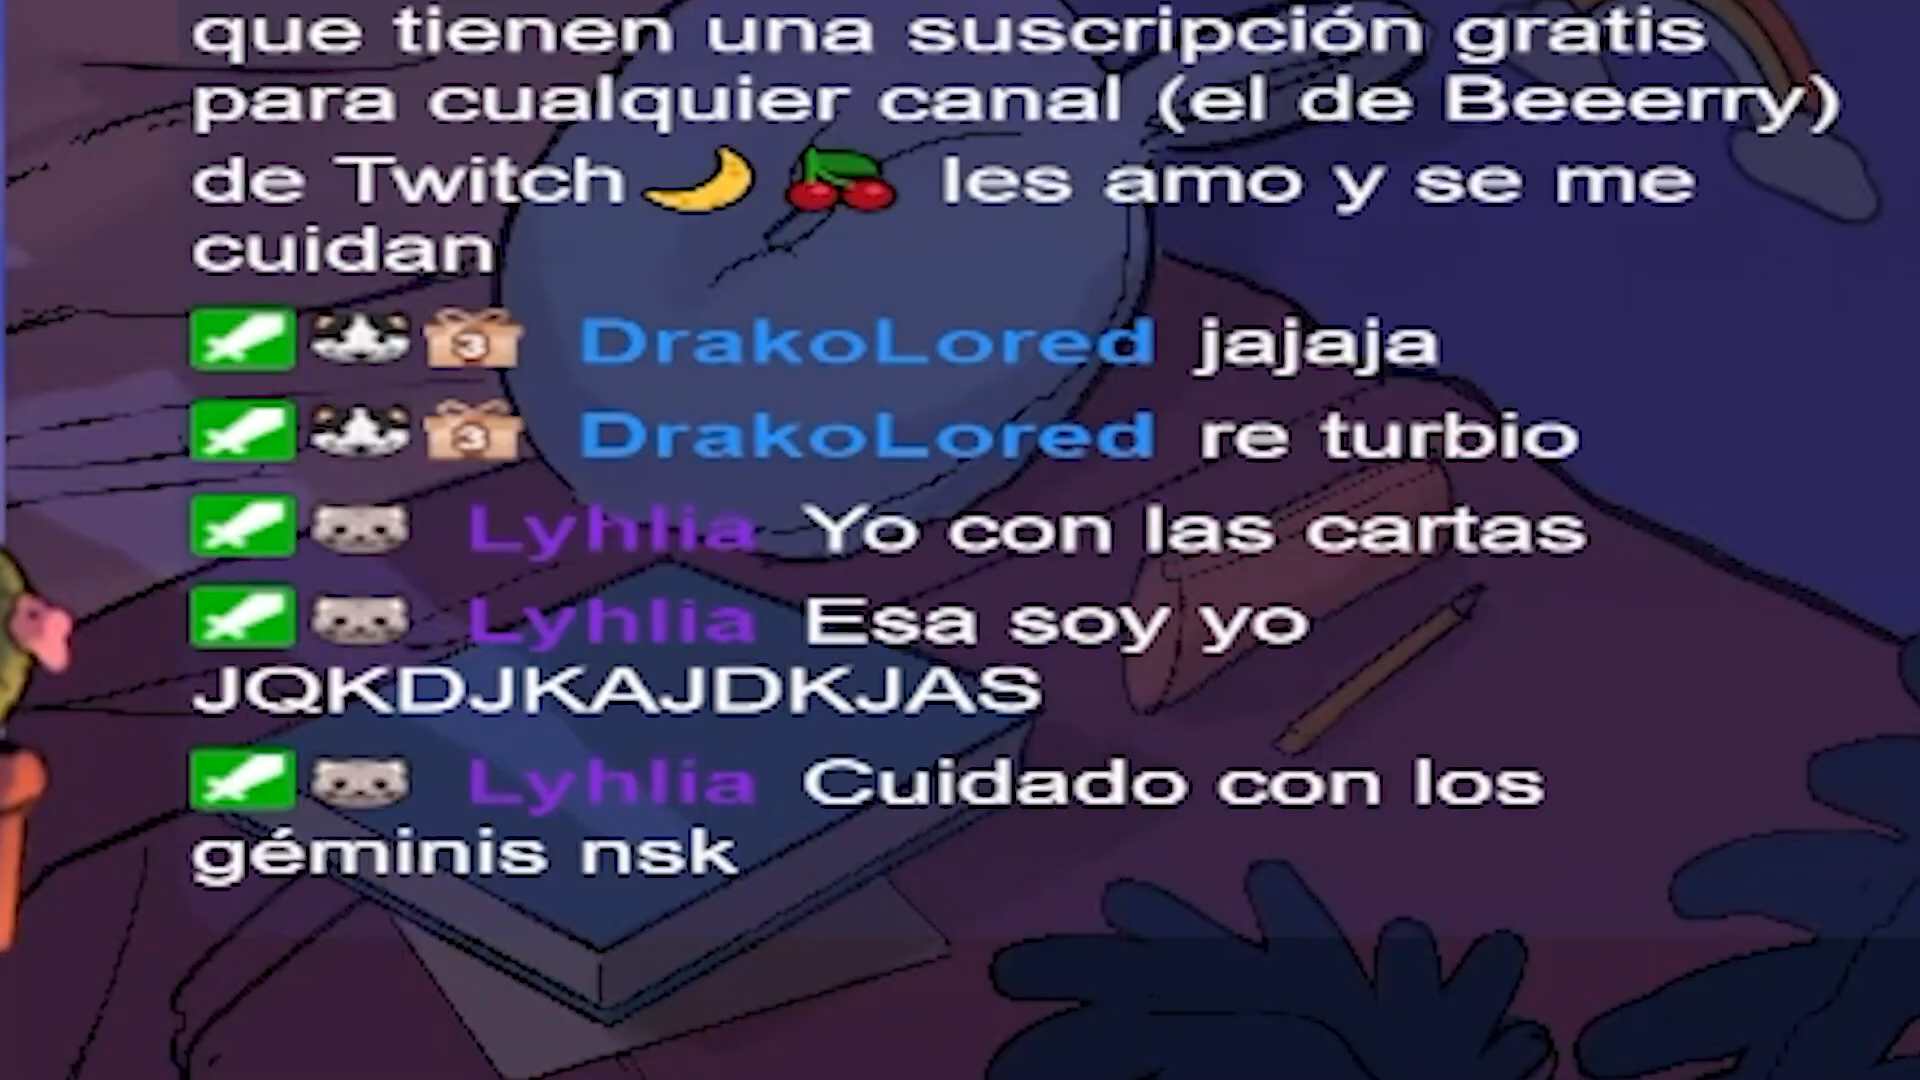 que tienen una suscripción gratis
para cualquier canal (el de Beeerry)
de Twitch🌙 🍒 les amo y se me
cuidan
3 DrakoLored jajaja
3 DrakoLored re turbio
Lyhlia Yo con las cartas
Lyhlia Esa soy yo
JQKDJKAJDKJAS
Lyhlia Cuidado con los
géminis nsk